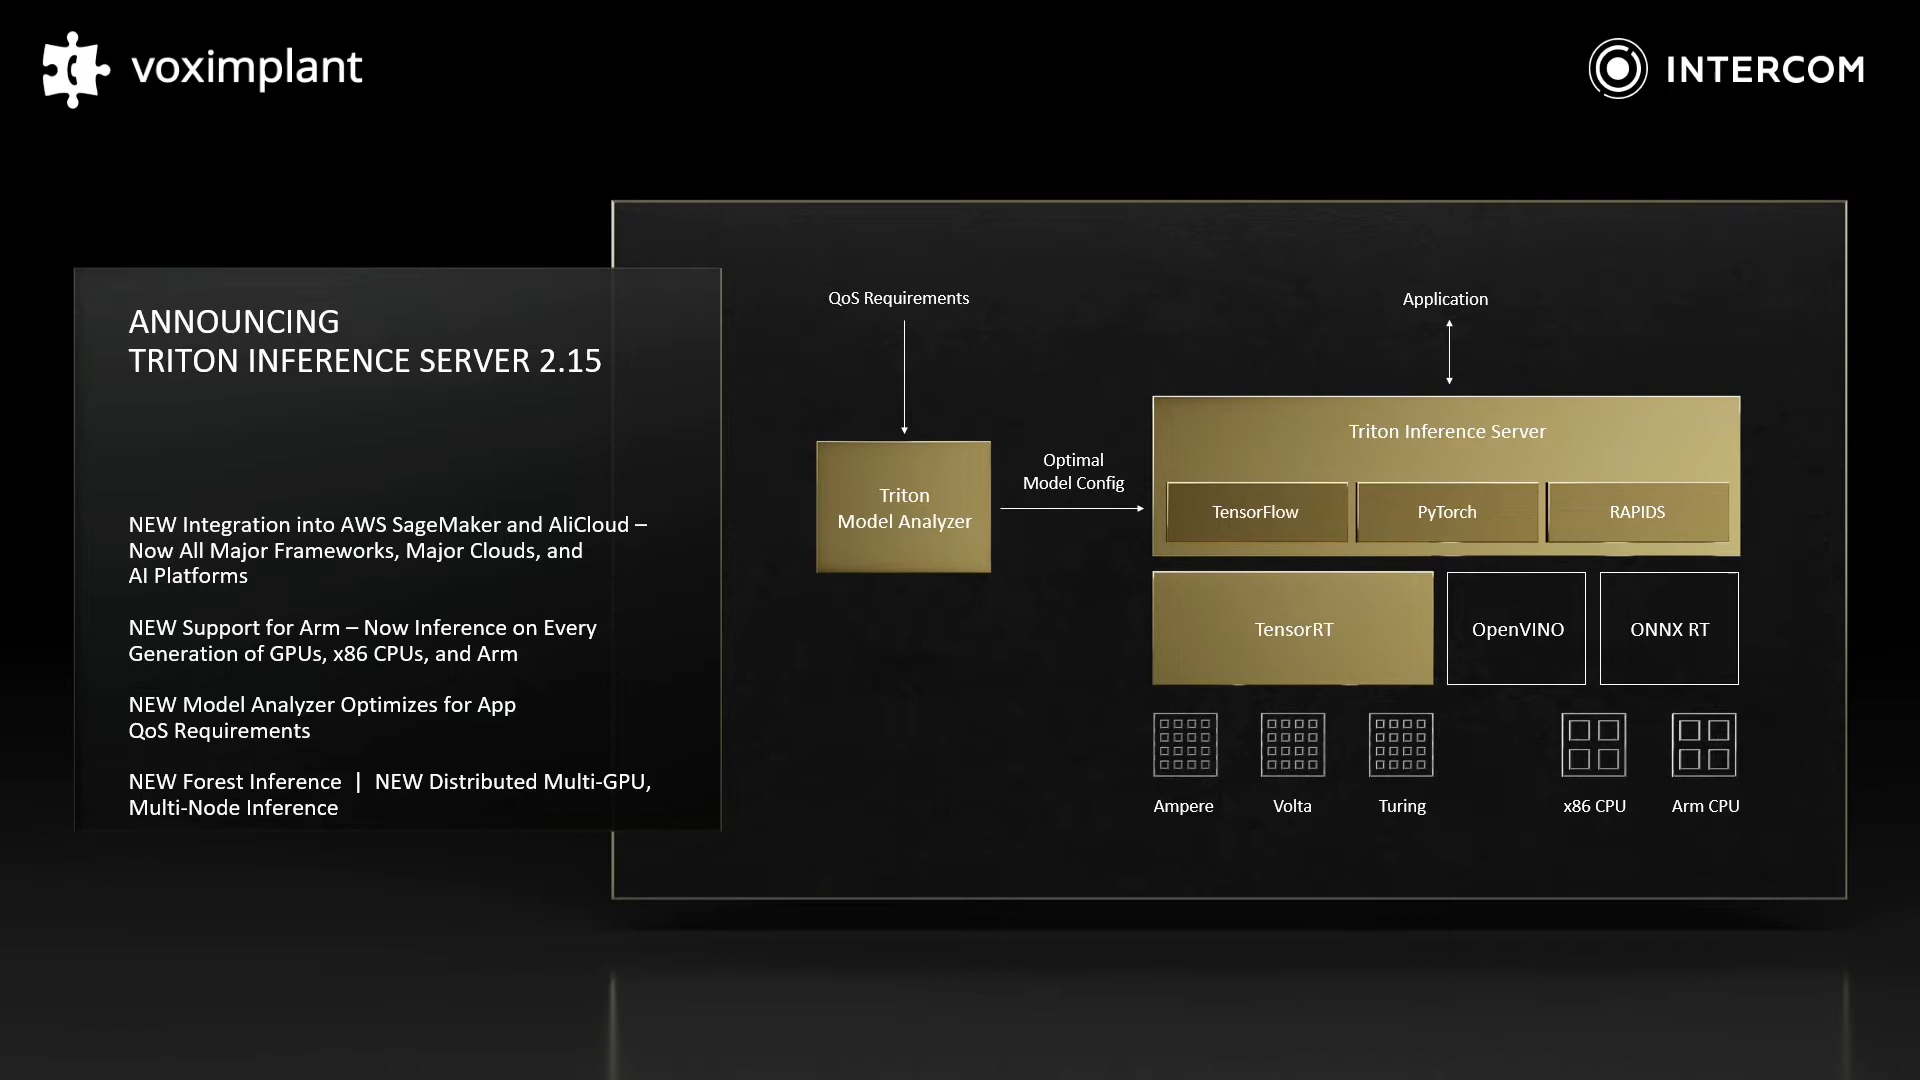 voximplant
INTERCOM
ANNOUNCING
TRITON INFERENCE SERVER 2.15
NEW Integration into AWS SageMaker and AliCloud –
Now All Major Frameworks, Major Clouds, and
AI Platforms
NEW Support for Arm – Now Inference on Every
Generation of GPUs, x86 CPUs, and Arm
NEW Model Analyzer Optimizes for App
QoS Requirements
NEW Forest Inference | NEW Distributed Multi-GPU,
Multi-Node Inference
QoS Requirements
Application
Triton
Model Analyzer
Optimal
Model Config
Triton Inference Server
TensorFlow
PyTorch
RAPIDS
TensorRT
OpenVINO
ONNX RT
Ampere
Volta
Turing
x86 CPU
Arm CPU